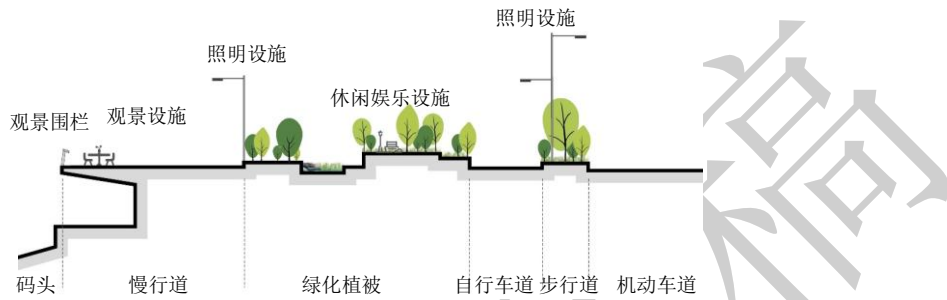 照明设施
照明设施
休闲娱乐设施
观景围栏 观景设施
码头 慢行道 绿化植被 自行车道 步行道 机动车道
稿